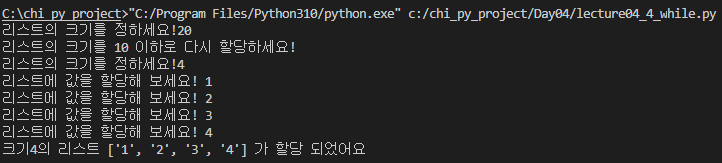 C:\chi_py_project>"C:/Program Files/Python310/python.exe" c:/chi_py_project/Day04/lecture04_4_while.py
리스트의 크기를 정하세요!20
리스트의 크기를 10 이하로 다시 할당하세요!
리스트의 크기를 정하세요!4
리스트에 값을 할당해 보세요! 1
리스트에 값을 할당해 보세요! 2
리스트에 값을 할당해 보세요! 3
리스트에 값을 할당해 보세요! 4
크기4의 리스트 ['1', '2', '3', '4'] 가 할당 되었어요